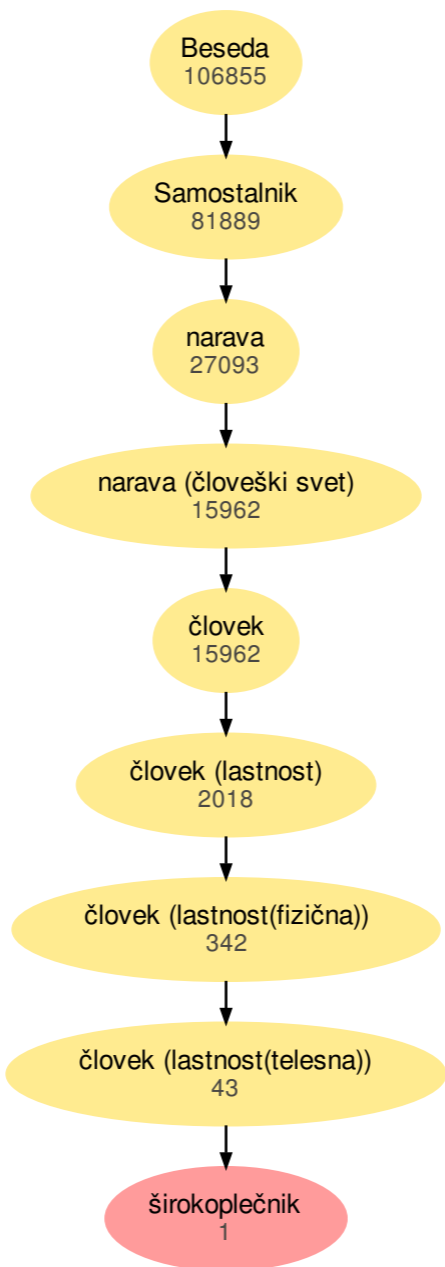 Beseda
106855
Samostalnik
81889
narava
27093
narava (človeški svet)
15962
človek
15962
človek (lastnost)
2018
človek (lastnost(fizična))
342
človek (lastnost(telesna))
43
širokoplečnik
1